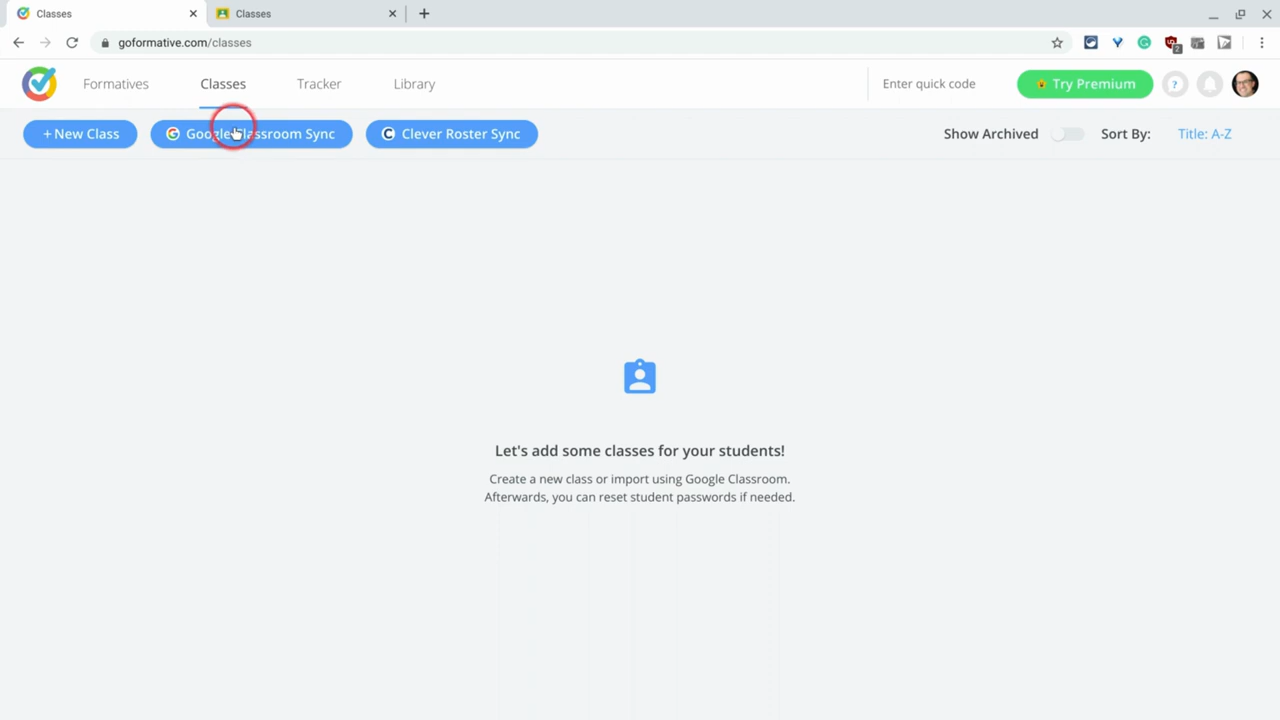 Classes
Classes
goformative.com/classes
2
Formatives
Classes
Tracker
Library
Enter quick code
Try Premium
?
+ New Class
Google Classroom Sync
Clever Roster Sync
Show Archived
Sort By:
Title: A-Z
Let's add some classes for your students!
Create a new class or import using Google Classroom.
Afterwards, you can reset student passwords if needed.